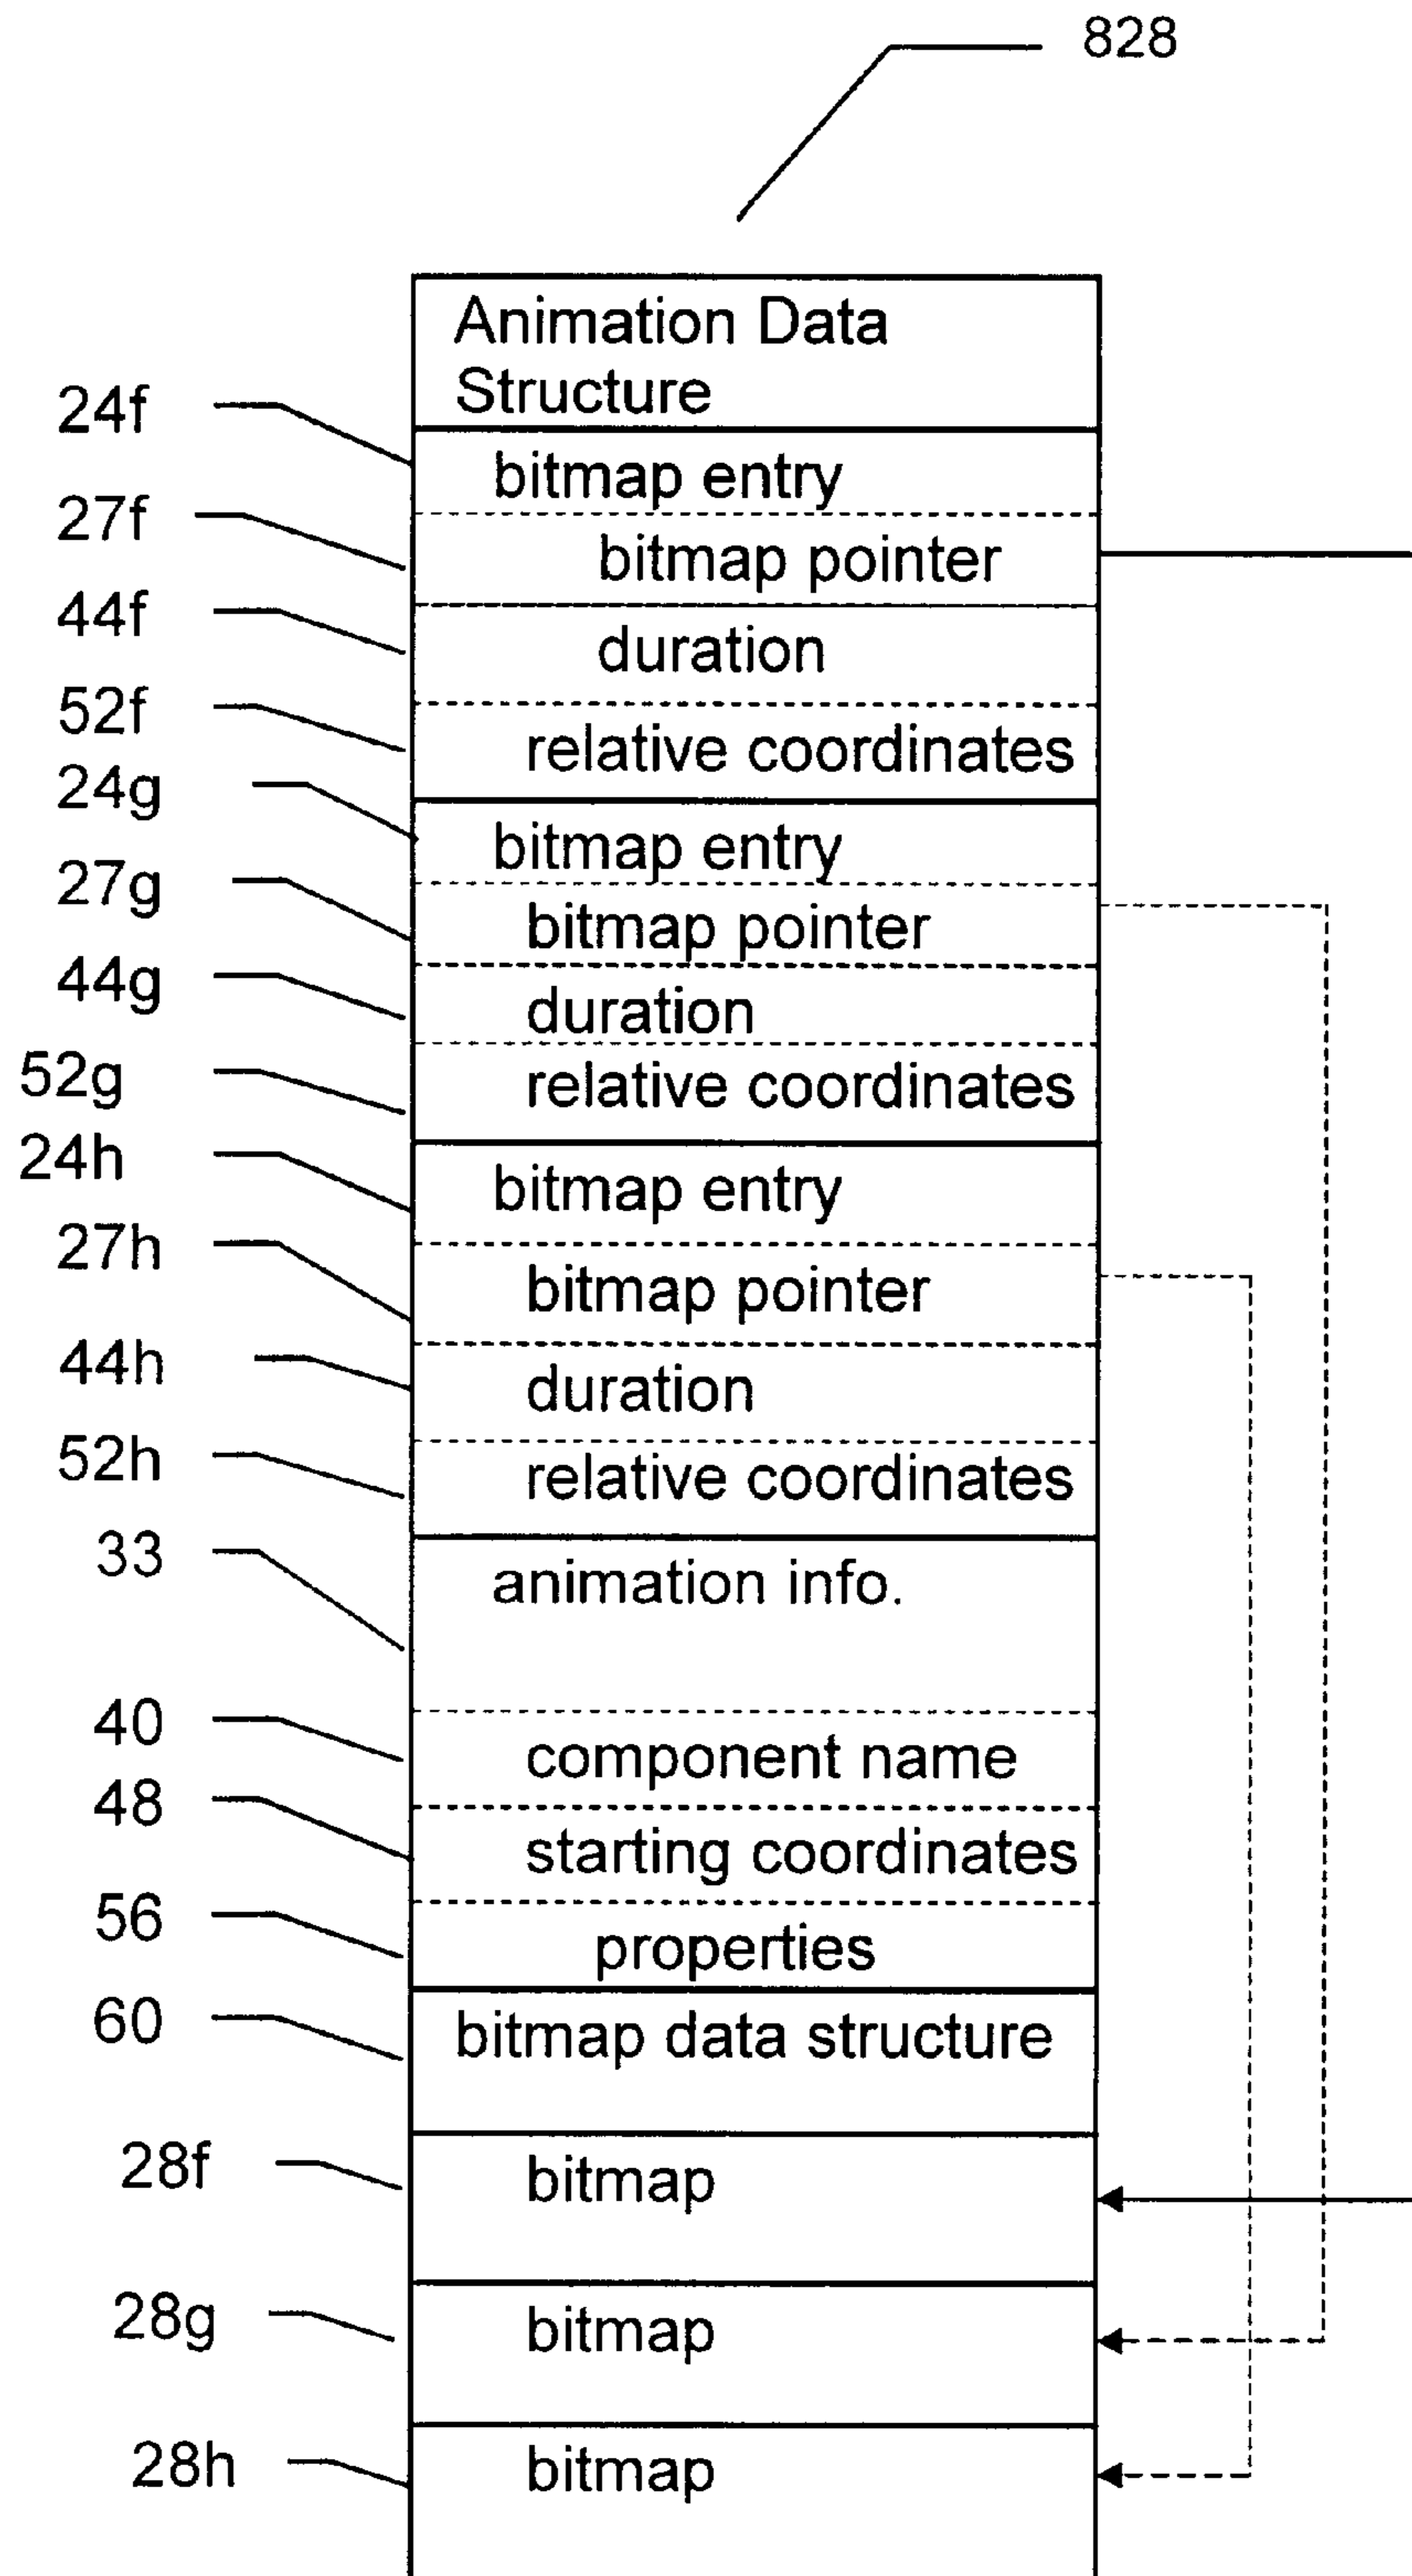 828
Animation Data
Structure
24f
bitmap entry
27f
bitmap pointer
44f
duration
52f
relative coordinates
24g
bitmap entry
27g
bitmap pointer
44g
duration
52g
relative coordinates
24h
bitmap entry
27h
bitmap pointer
44h
duration
52h
relative coordinates
33
animation info.
40
component name
48
starting coordinates
56
properties
60
bitmap data structure
28f
bitmap
28g
bitmap
28h
bitmap